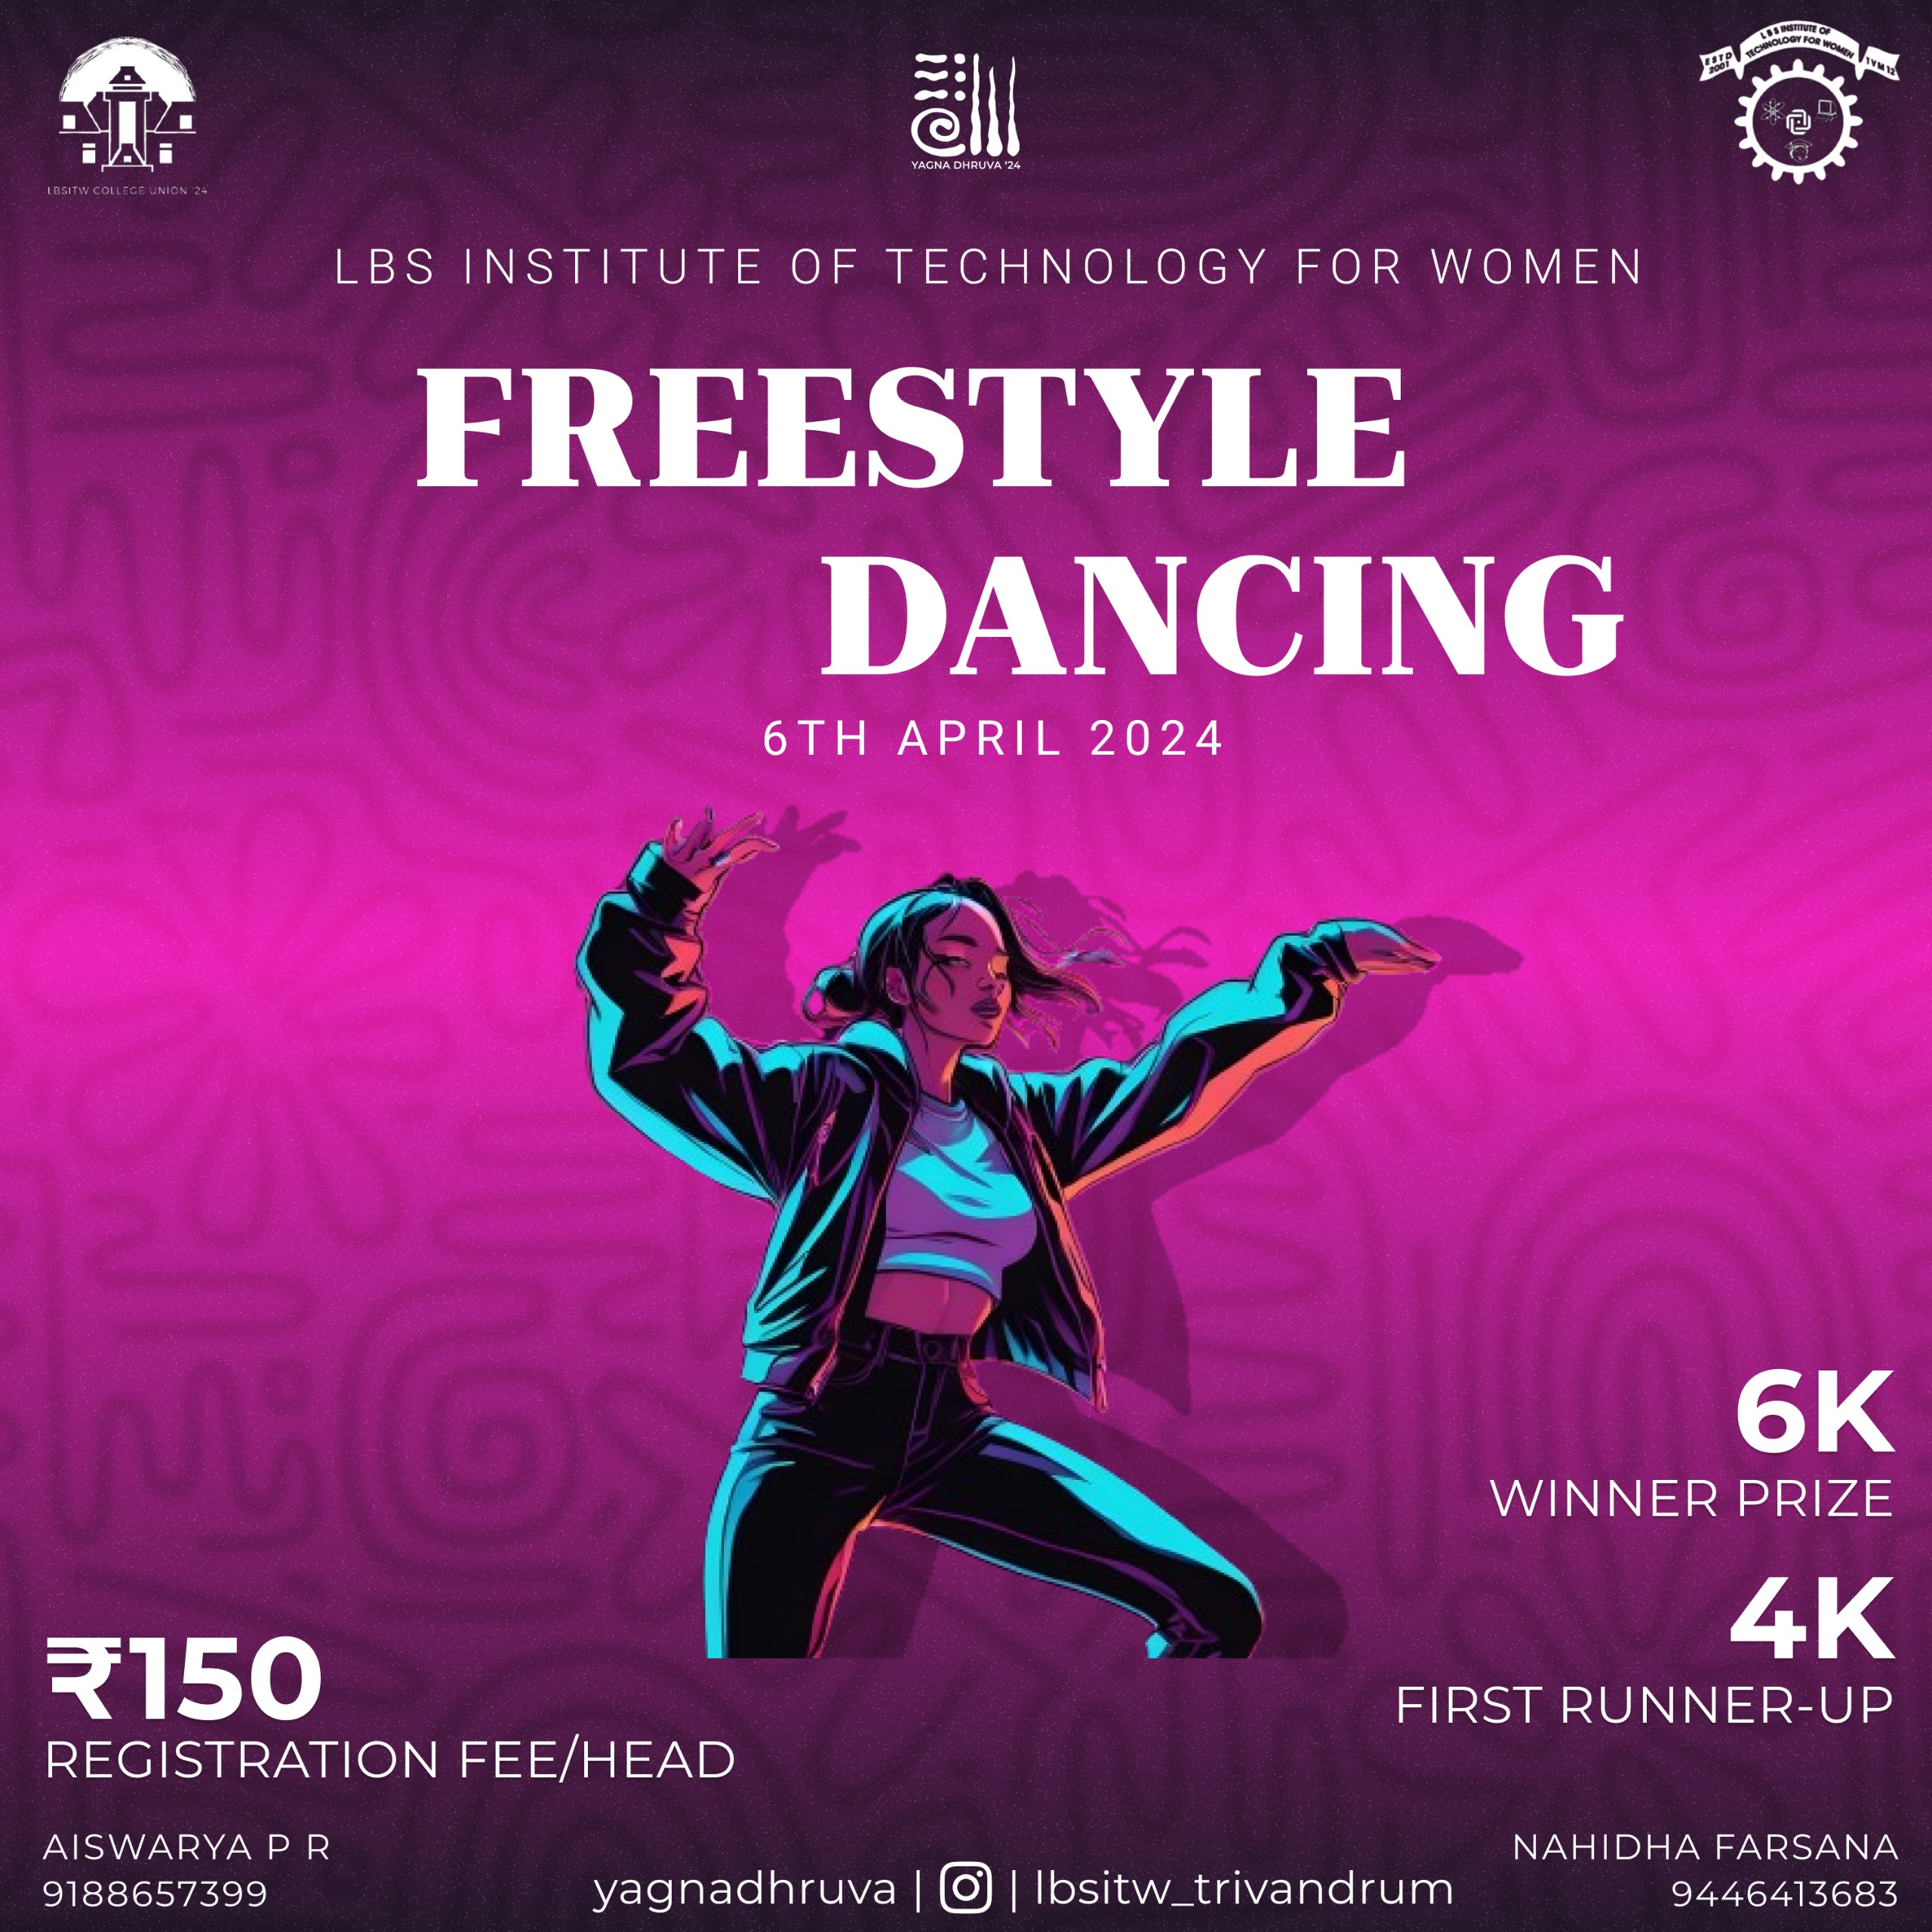 LBSITW COLLEGE UNION '24
YAGNA DHRUVA '24
LBS INSTITUTE OF
TECHNOLOGY FOR WOMEN
ESTD
2001
TVM 12
LBS INSTITUTE OF TECHNOLOGY FOR WOMEN
FREESTYLE
DANCING
6TH APRIL 2024
6K
WINNER PRIZE
4K
FIRST RUNNER-UP
₹150
REGISTRATION FEE/HEAD
AISWARYA P R
9188657399
yagnadhruva | | lbsitw_trivandrum
NAHIDHA FARSANA
9446413683